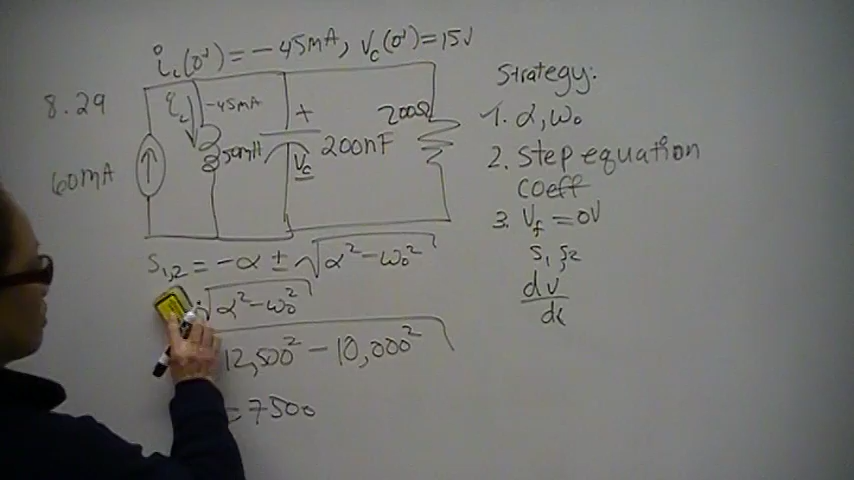 i_L(0⁺) = -45mA, V_c(0⁺) = 15V
8.29
i_L
-45mA
+
200Ω
60mA
50mH
V_c
200nF
S₁,₂ = -α ± √α² - ω₀²
√α² - ω₀²
12,500² - 10,000²
= 7500
Strategy:
1. α, ω₀
2. Step equation
coeff
3. V_f = 0V
S₁, S₂
dv
dt